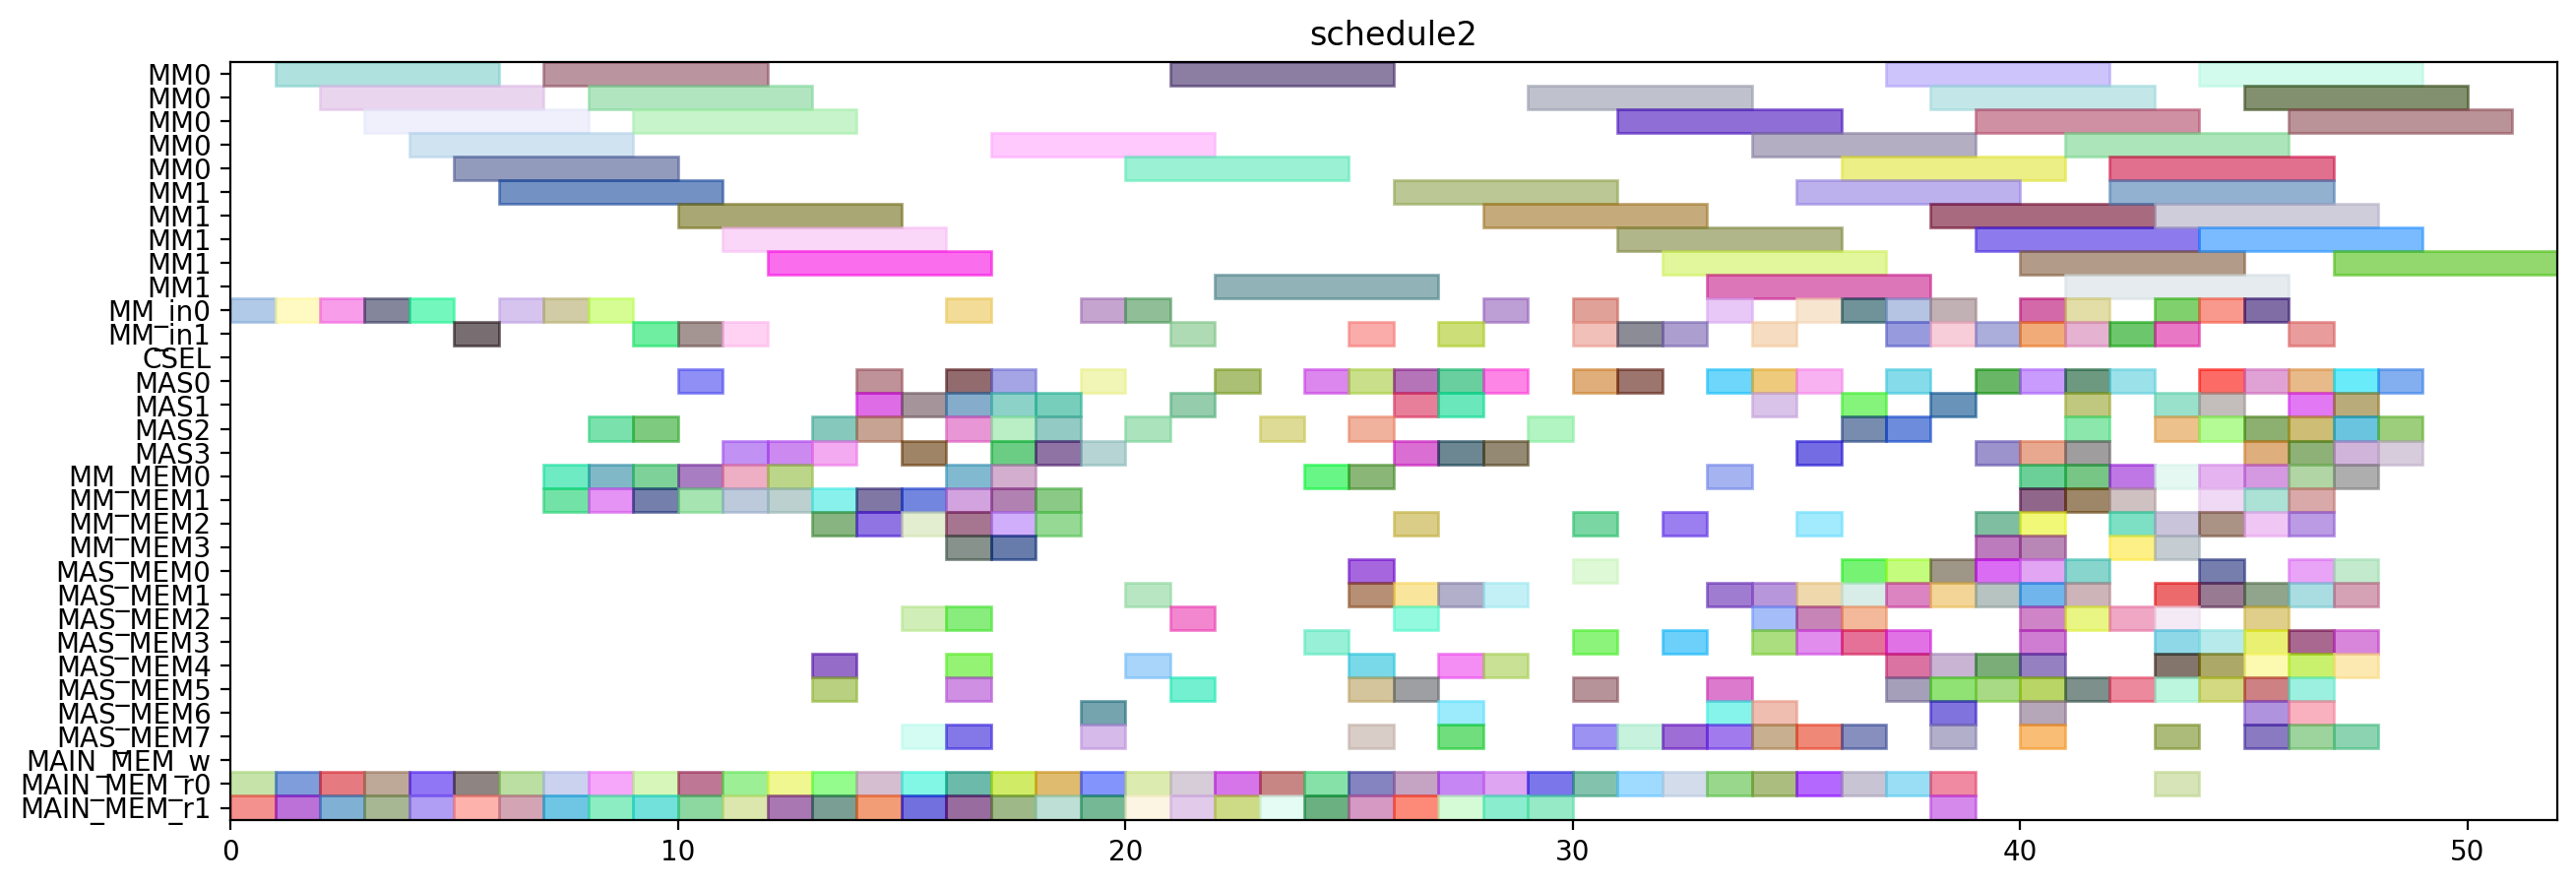 schedule2
MM0
MM0
MM0
MM0
MM0
MM1
MM1
MM1
MM1
MM1
MM_in0
MM_in1
CSEL
MAS0
MAS1
MAS2
MAS3
MM_MEM0
MM_MEM1
MM_MEM2
MM_MEM3
MAS_MEM0
MAS_MEM1
MAS_MEM2
MAS_MEM3
MAS_MEM4
MAS_MEM5
MAS_MEM6
MAS_MEM7
MAIN_MEM_w
MAIN_MEM_r0
MAIN_MEM_r1
0 10 20 30 40 50